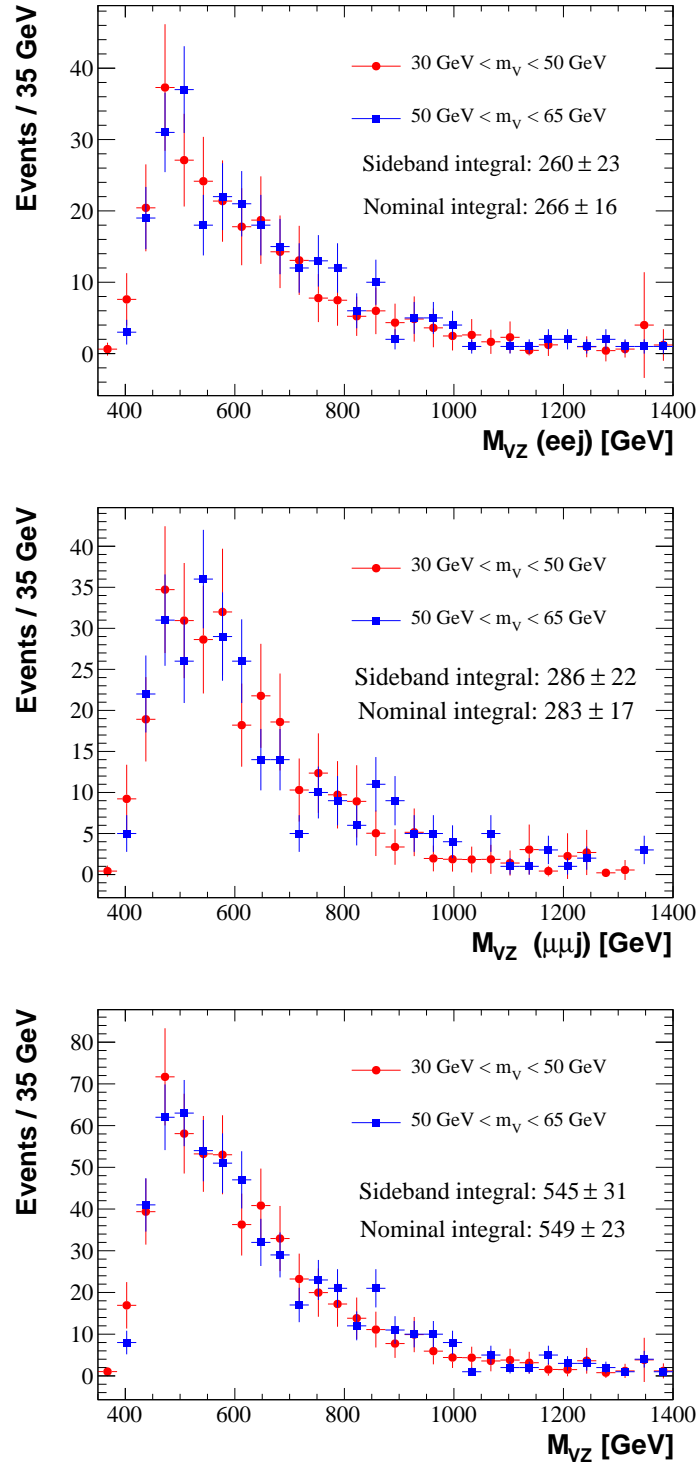 Events / 35 GeV
40
30
20
10
0
30 GeV < m_V < 50 GeV
50 GeV < m_V < 65 GeV
Sideband integral: 260 ± 23
Nominal integral: 266 ± 16
400 600 800 1000 1200 1400
M_VZ (eej) [GeV]
Events / 35 GeV
40
35
30
25
20
15
10
5
0
30 GeV < m_V < 50 GeV
50 GeV < m_V < 65 GeV
Sideband integral: 286 ± 22
Nominal integral: 283 ± 17
400 600 800 1000 1200 1400
M_VZ (μμj) [GeV]
Events / 35 GeV
80
70
60
50
40
30
20
10
0
30 GeV < m_V < 50 GeV
50 GeV < m_V < 65 GeV
Sideband integral: 545 ± 31
Nominal integral: 549 ± 23
400 600 800 1000 1200 1400
M_VZ [GeV]